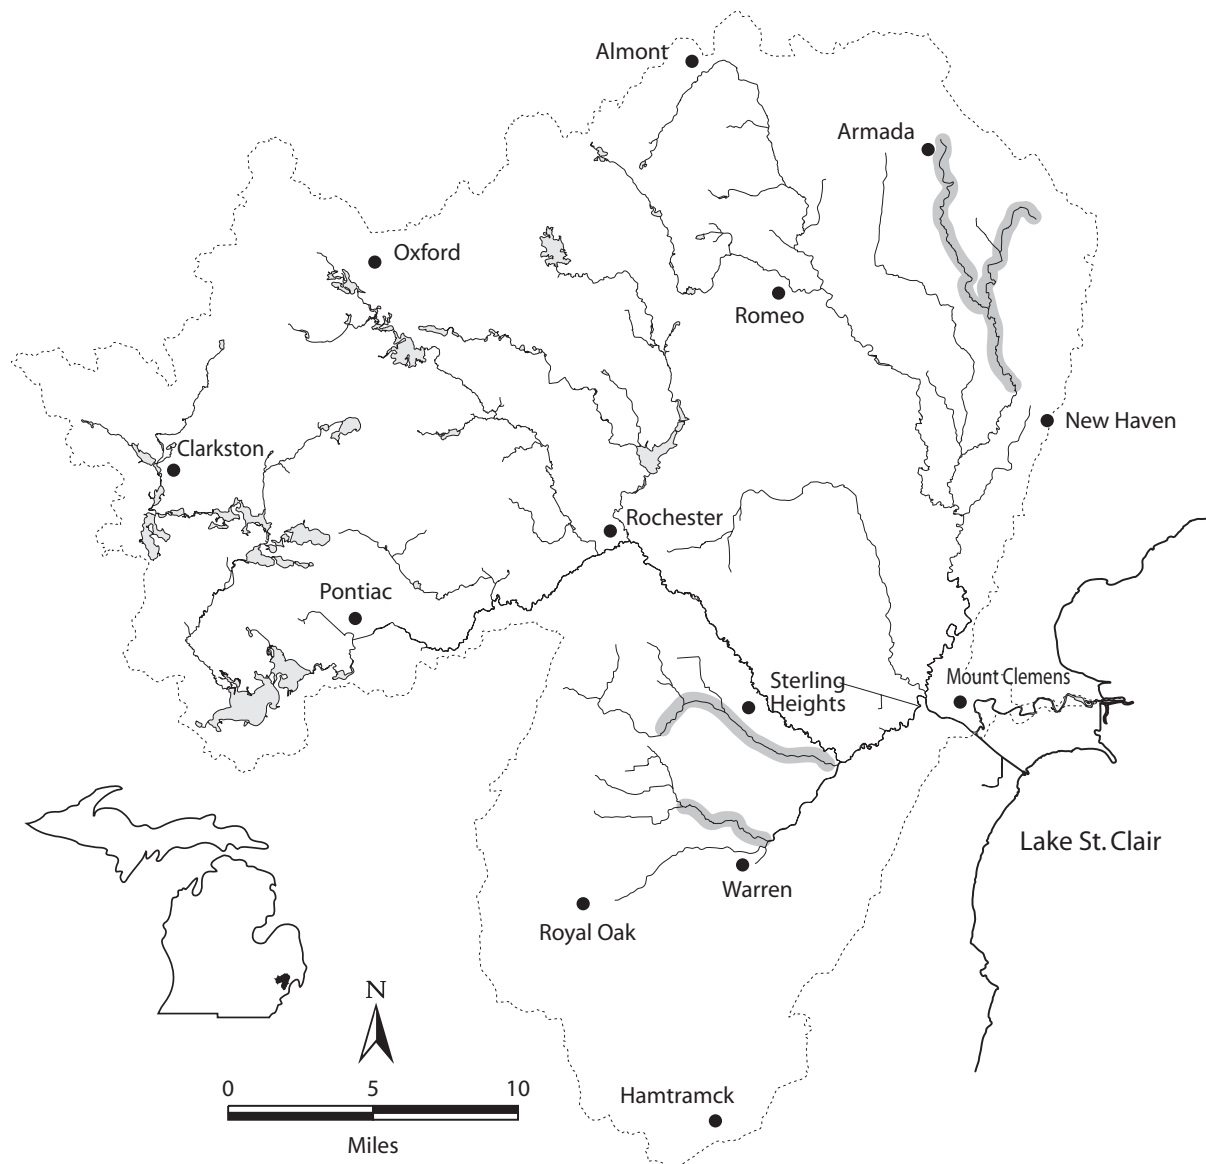 Almont
Armada
Oxford
Romeo
New Haven
Clarkston
Rochester
Pontiac
Mount Clemens
Sterling
Heights
Lake St. Clair
Warren
Royal Oak
N
0 5 10
Miles
Hamtramck